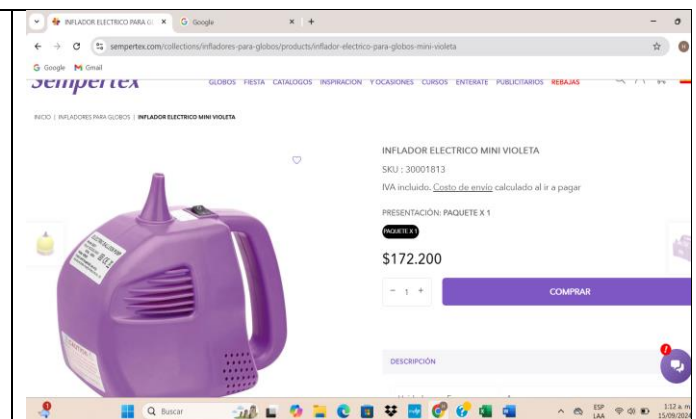 INFLADOR ELECTRICO PARA GL
Google
sempertex.com/collections/infladores-para-globos/products/inflador-electrico-para-globos-mini-violeta
Google Gmail
Sempertex
GLOBOS FIESTA CATALOGOS INSPIRACION Y OCASIONES CURSOS ENTERATE PUBLICITARIOS REBAJAS
INICIO | INFLADORES PARA GLOBOS | INFLADOR ELECTRICO MINI VIOLETA
INFLADOR ELECTRICO MINI VIOLETA
SKU : 30001813
IVA incluido. Costo de envío calculado al ir a pagar
PRESENTACIÓN: PAQUETE X 1
PAQUETE X 1
$172.200
- 1 +
COMPRAR
CAUTION
DESCRIPCIÓN
Buscar
ESP
LAA
1:12 a. m.
15/09/202